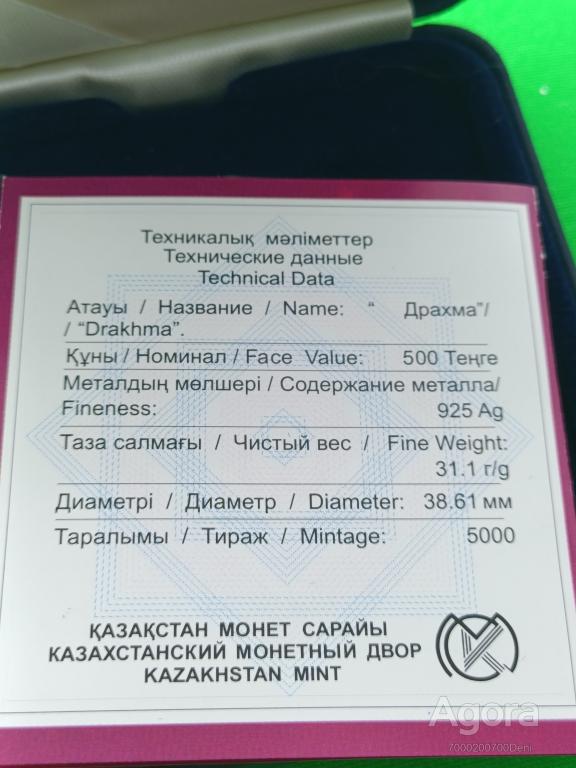 Техникалық мәліметтер
Технические данные
Technical Data
Атауы / Название / Name: “ Драхма”/
/ “Drakhma”.
Құны / Номинал / Face Value: 500 Теңге
Металдың мөлшері / Содержание металла/
Fineness: 925 Ag
Таза салмағы / Чистый вес / Fine Weight:
31.1 г/g
Диаметрі / Диаметр / Diameter: 38.61 мм
Таралымы / Тираж / Mintage: 5000
ҚАЗАҚСТАН МОНЕТ САРАЙЫ
КАЗАХСТАНСКИЙ МОНЕТНЫЙ ДВОР
KAZAKHSTAN MINT
Agora
7000200700Deni